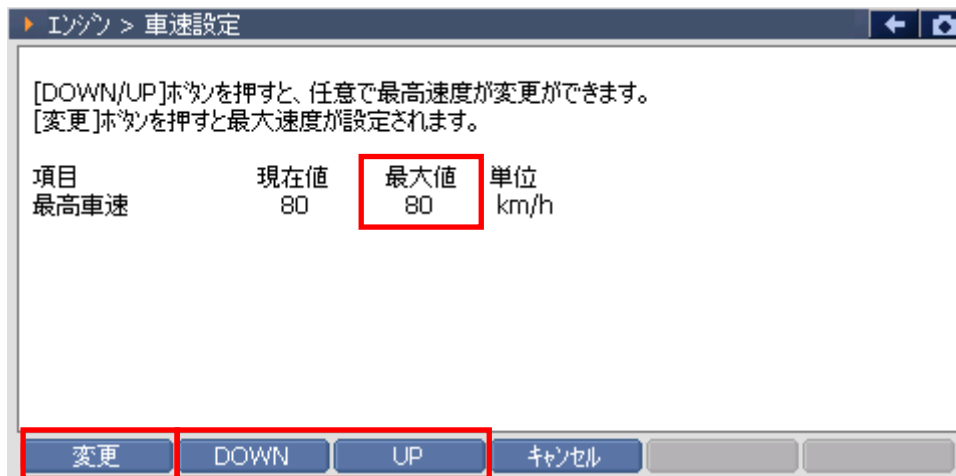 エンジン > 車速設定
[DOWN/UP]ボタンを押すと、任意で最高速度が変更ができます。
[変更]ボタンを押すと最大速度が設定されます。
項目 現在値 最大値 単位
最高車速 80 80 km/h
変更 DOWN UP キャンセル